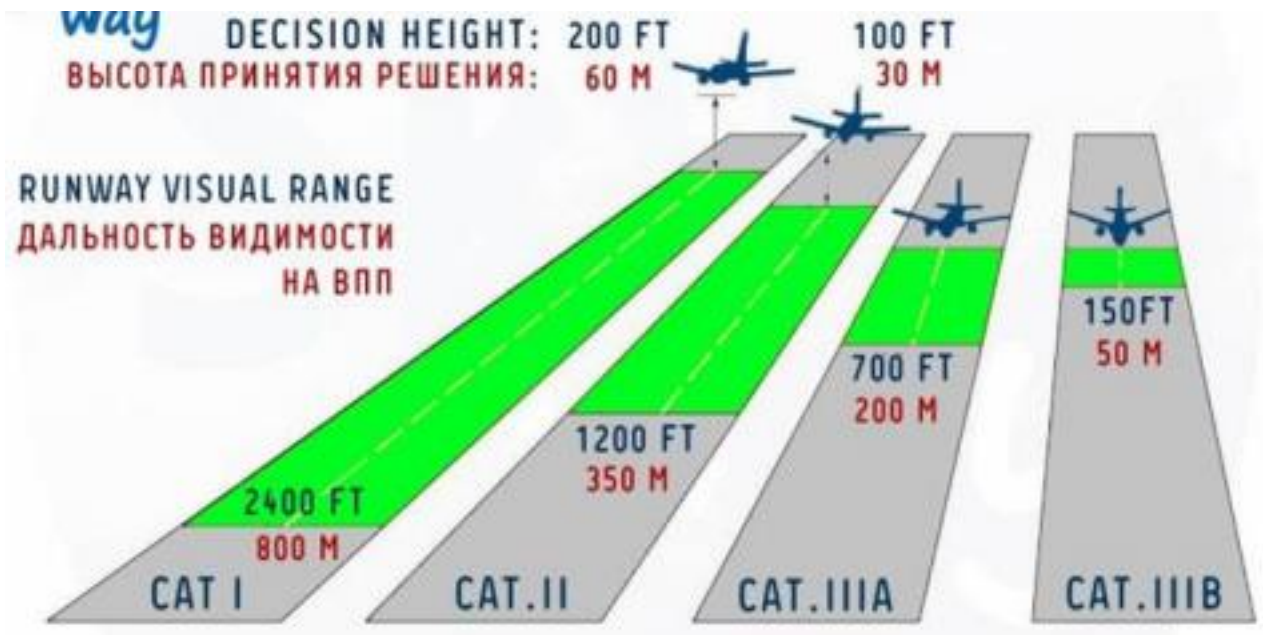 way
DECISION HEIGHT: 200 FT 100 FT
ВЫСОТА ПРИНЯТИЯ РЕШЕНИЯ: 60 М 30 М
RUNWAY VISUAL RANGE
ДАЛЬНОСТЬ ВИДИМОСТИ
НА ВПП
150FT
50 М
700 FT
200 М
1200 FT
350 М
2400 FT
800 М
CAT I CAT.II CAT.IIIA CAT.IIIB